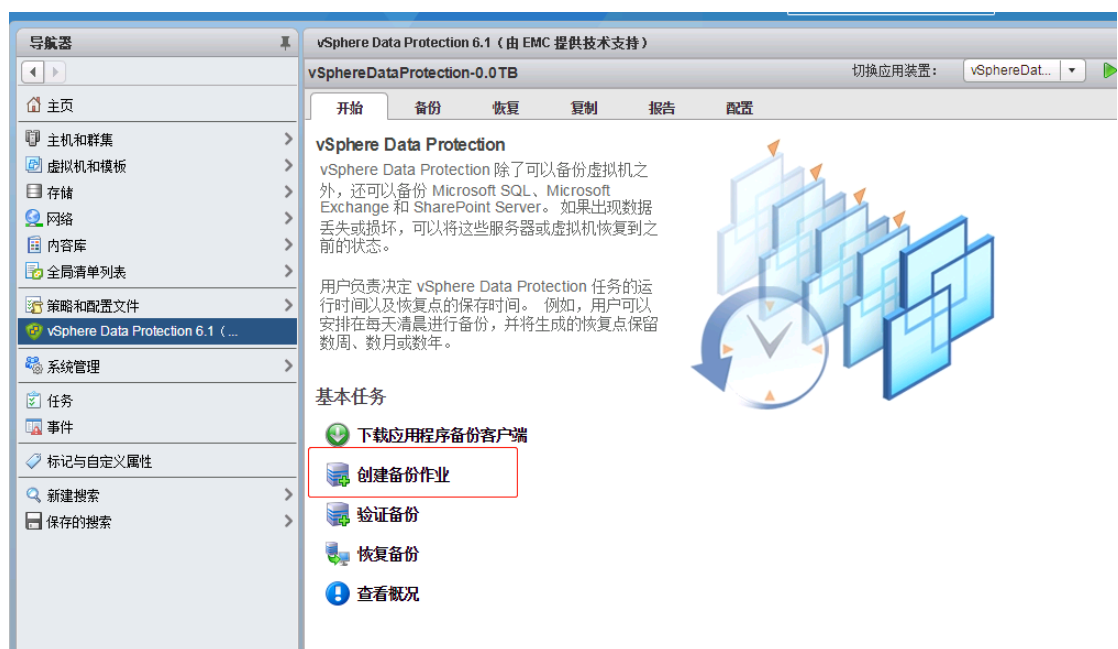 导航器
主页
主机和群集
虚拟机和模板
存储
网络
内容库
全局清单列表
策略和配置文件
vSphere Data Protection 6.1（...
系统管理
任务
事件
标记与自定义属性
新建搜索
保存的搜索
vSphere Data Protection 6.1（由 EMC 提供技术支持）
vSphereDataProtection-0.0TB 切换应用装置： vSphereDat...
开始 备份 恢复 复制 报告 配置
vSphere Data Protection
vSphere Data Protection 除了可以备份虚拟机之
外，还可以备份 Microsoft SQL、Microsoft
Exchange 和 SharePoint Server。 如果出现数据
丢失或损坏，可以将这些服务器或虚拟机恢复到之
前的状态。
用户负责决定 vSphere Data Protection 任务的运
行时间以及恢复点的保存时间。 例如，用户可以
安排在每天清晨进行备份，并将生成的恢复点保留
数周、数月或数年。
基本任务
下载应用程序备份客户端
创建备份作业
验证备份
恢复备份
查看概况